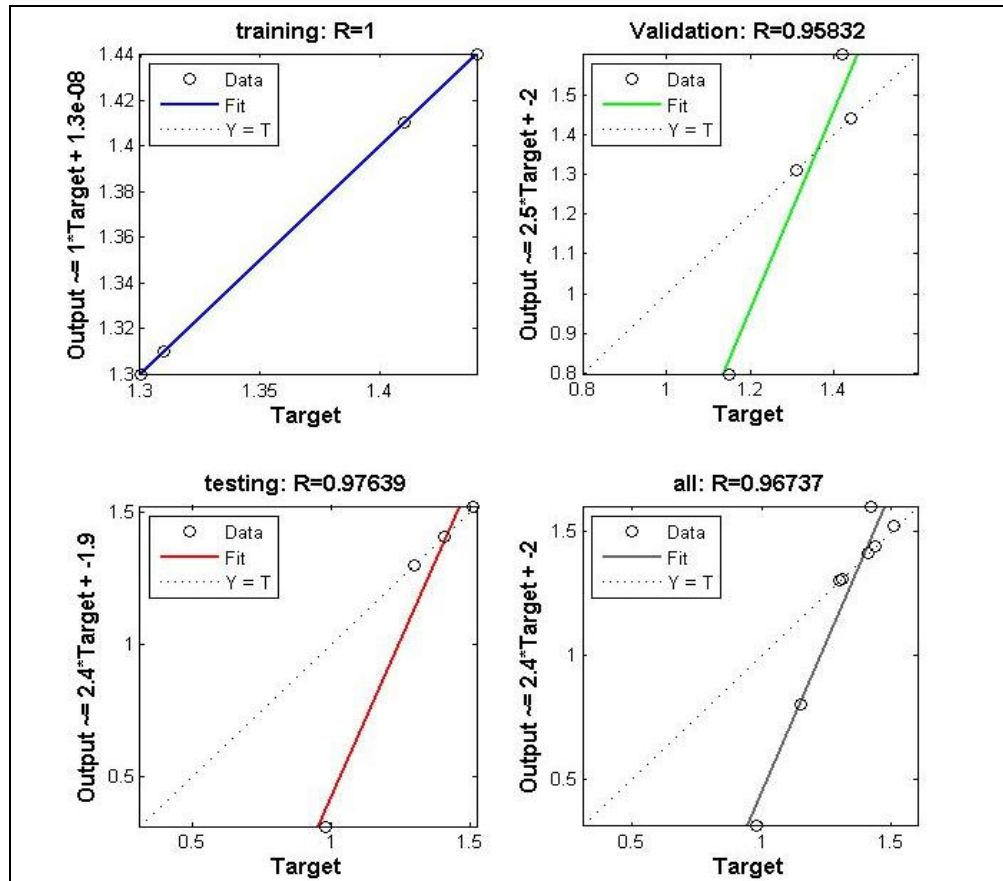 training: R=1
Output ~= 1*Target + 1.3e-08
1.44
1.42
1.4
1.38
1.36
1.34
1.32
1.3
Data
Fit
Y = T
1.3
1.35
1.4
Target
Validation: R=0.95832
Output ~= 2.5*Target + -2
1.5
1.4
1.3
1.2
1.1
1
0.9
0.8
Data
Fit
Y = T
0.8
1
1.2
1.4
Target
testing: R=0.97639
Output ~= 2.4*Target + -1.9
1.5
1
0.5
Data
Fit
Y = T
0.5
1
1.5
Target
all: R=0.96737
Output ~= 2.4*Target + -2
1.5
1
0.5
Data
Fit
Y = T
0.5
1
1.5
Target